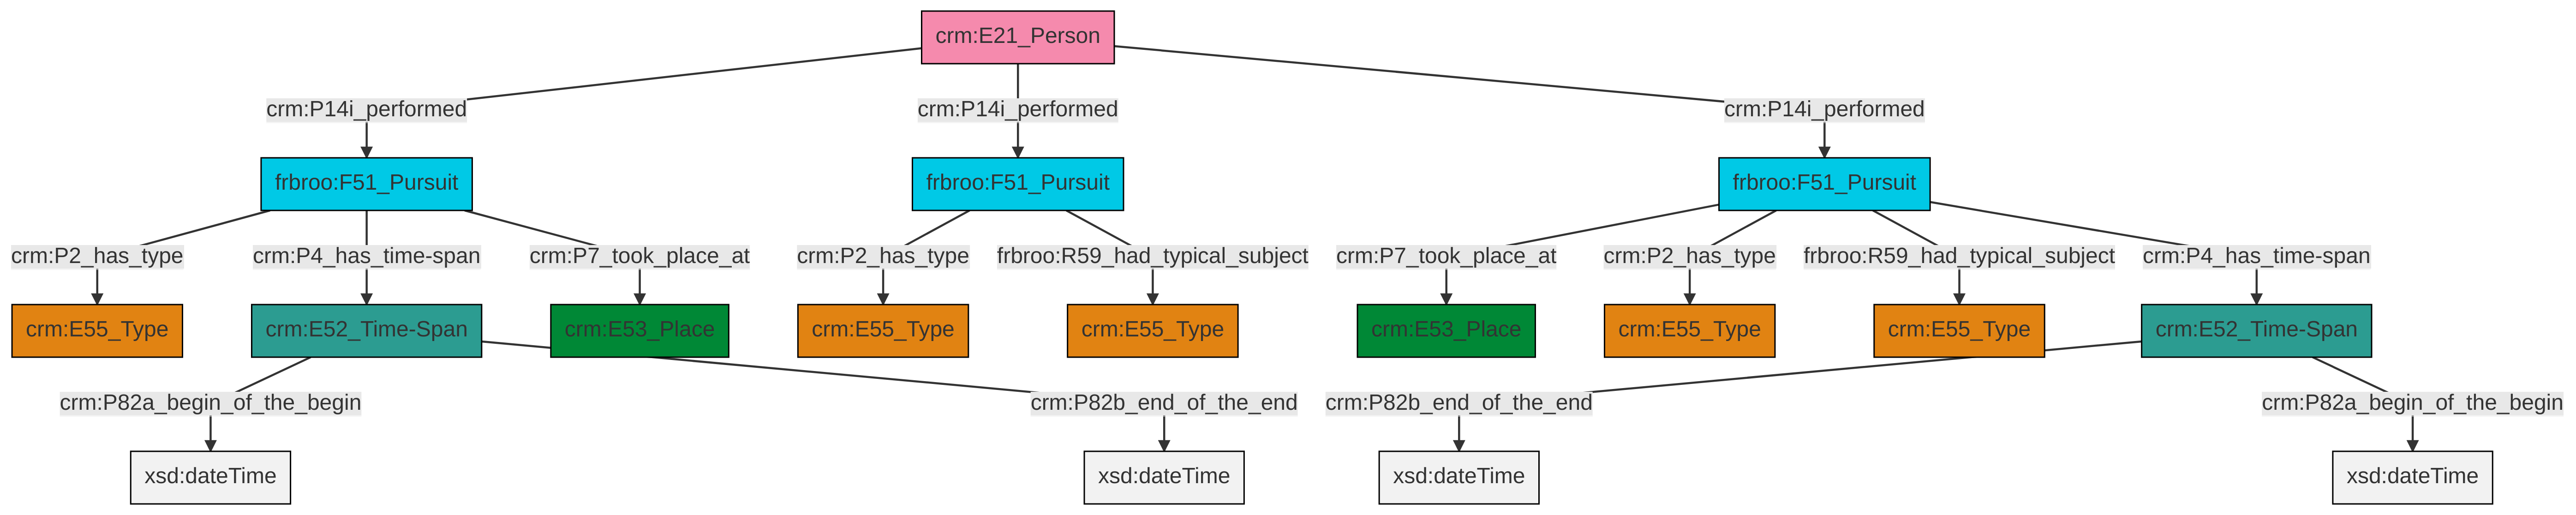 crm:E21_Person
crm:P14i_performed
crm:P14i_performed
crm:P14i_performed
frbroo:F51_Pursuit
frbroo:F51_Pursuit
frbroo:F51_Pursuit
crm:P2_has_type
crm:P4_has_time-span
crm:P7_took_place_at
crm:P2_has_type
frbroo:R59_had_typical_subject
crm:P7_took_place_at
crm:P2_has_type
frbroo:R59_had_typical_subject
crm:P4_has_time-span
crm:E55_Type
crm:E52_Time-Span
crm:E53_Place
crm:E55_Type
crm:E55_Type
crm:E53_Place
crm:E55_Type
crm:E55_Type
crm:E52_Time-Span
crm:P82a_begin_of_the_begin
crm:P82b_end_of_the_end
crm:P82b_end_of_the_end
crm:P82a_begin_of_the_begin
xsd:dateTime
xsd:dateTime
xsd:dateTime
xsd:dateTime